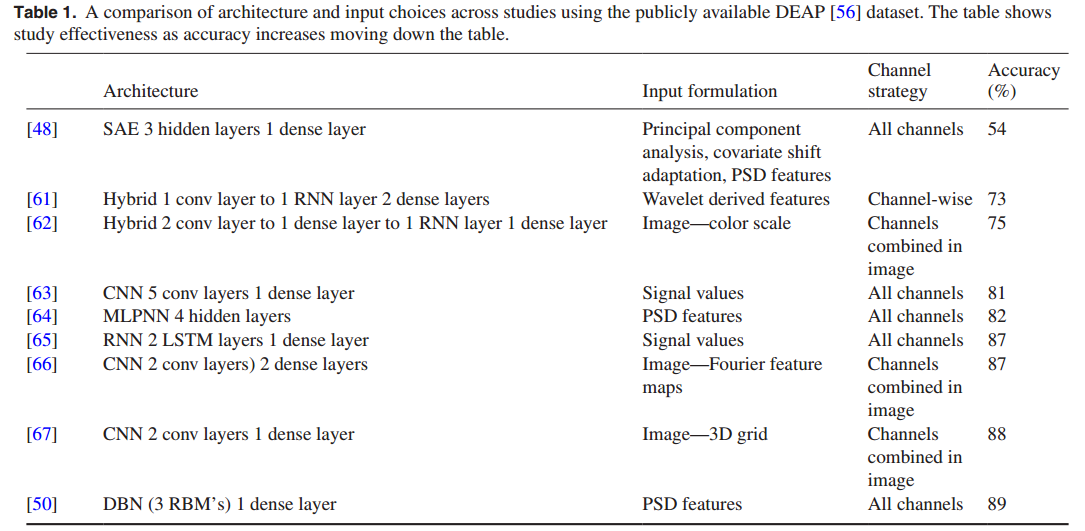 Table 1. A comparison of architecture and input choices across studies using the publicly available DEAP [56] dataset. The table shows
study effectiveness as accuracy increases moving down the table.
Architecture Input formulation Channel strategy Accuracy (%)
[48] SAE 3 hidden layers 1 dense layer Principal component All channels 54
analysis, covariate shift
adaptation, PSD features
[61] Hybrid 1 conv layer to 1 RNN layer 2 dense layers Wavelet derived features Channel-wise 73
[62] Hybrid 2 conv layer to 1 dense layer to 1 RNN layer 1 dense layer Image—color scale Channels 75
combined in
image
[63] CNN 5 conv layers 1 dense layer Signal values All channels 81
[64] MLPNN 4 hidden layers PSD features All channels 82
[65] RNN 2 LSTM layers 1 dense layer Signal values All channels 87
[66] CNN 2 conv layers) 2 dense layers Image—Fourier feature Channels 87
maps combined in
image
[67] CNN 2 conv layers 1 dense layer Image—3D grid Channels 88
combined in
image
[50] DBN (3 RBM's) 1 dense layer PSD features All channels 89